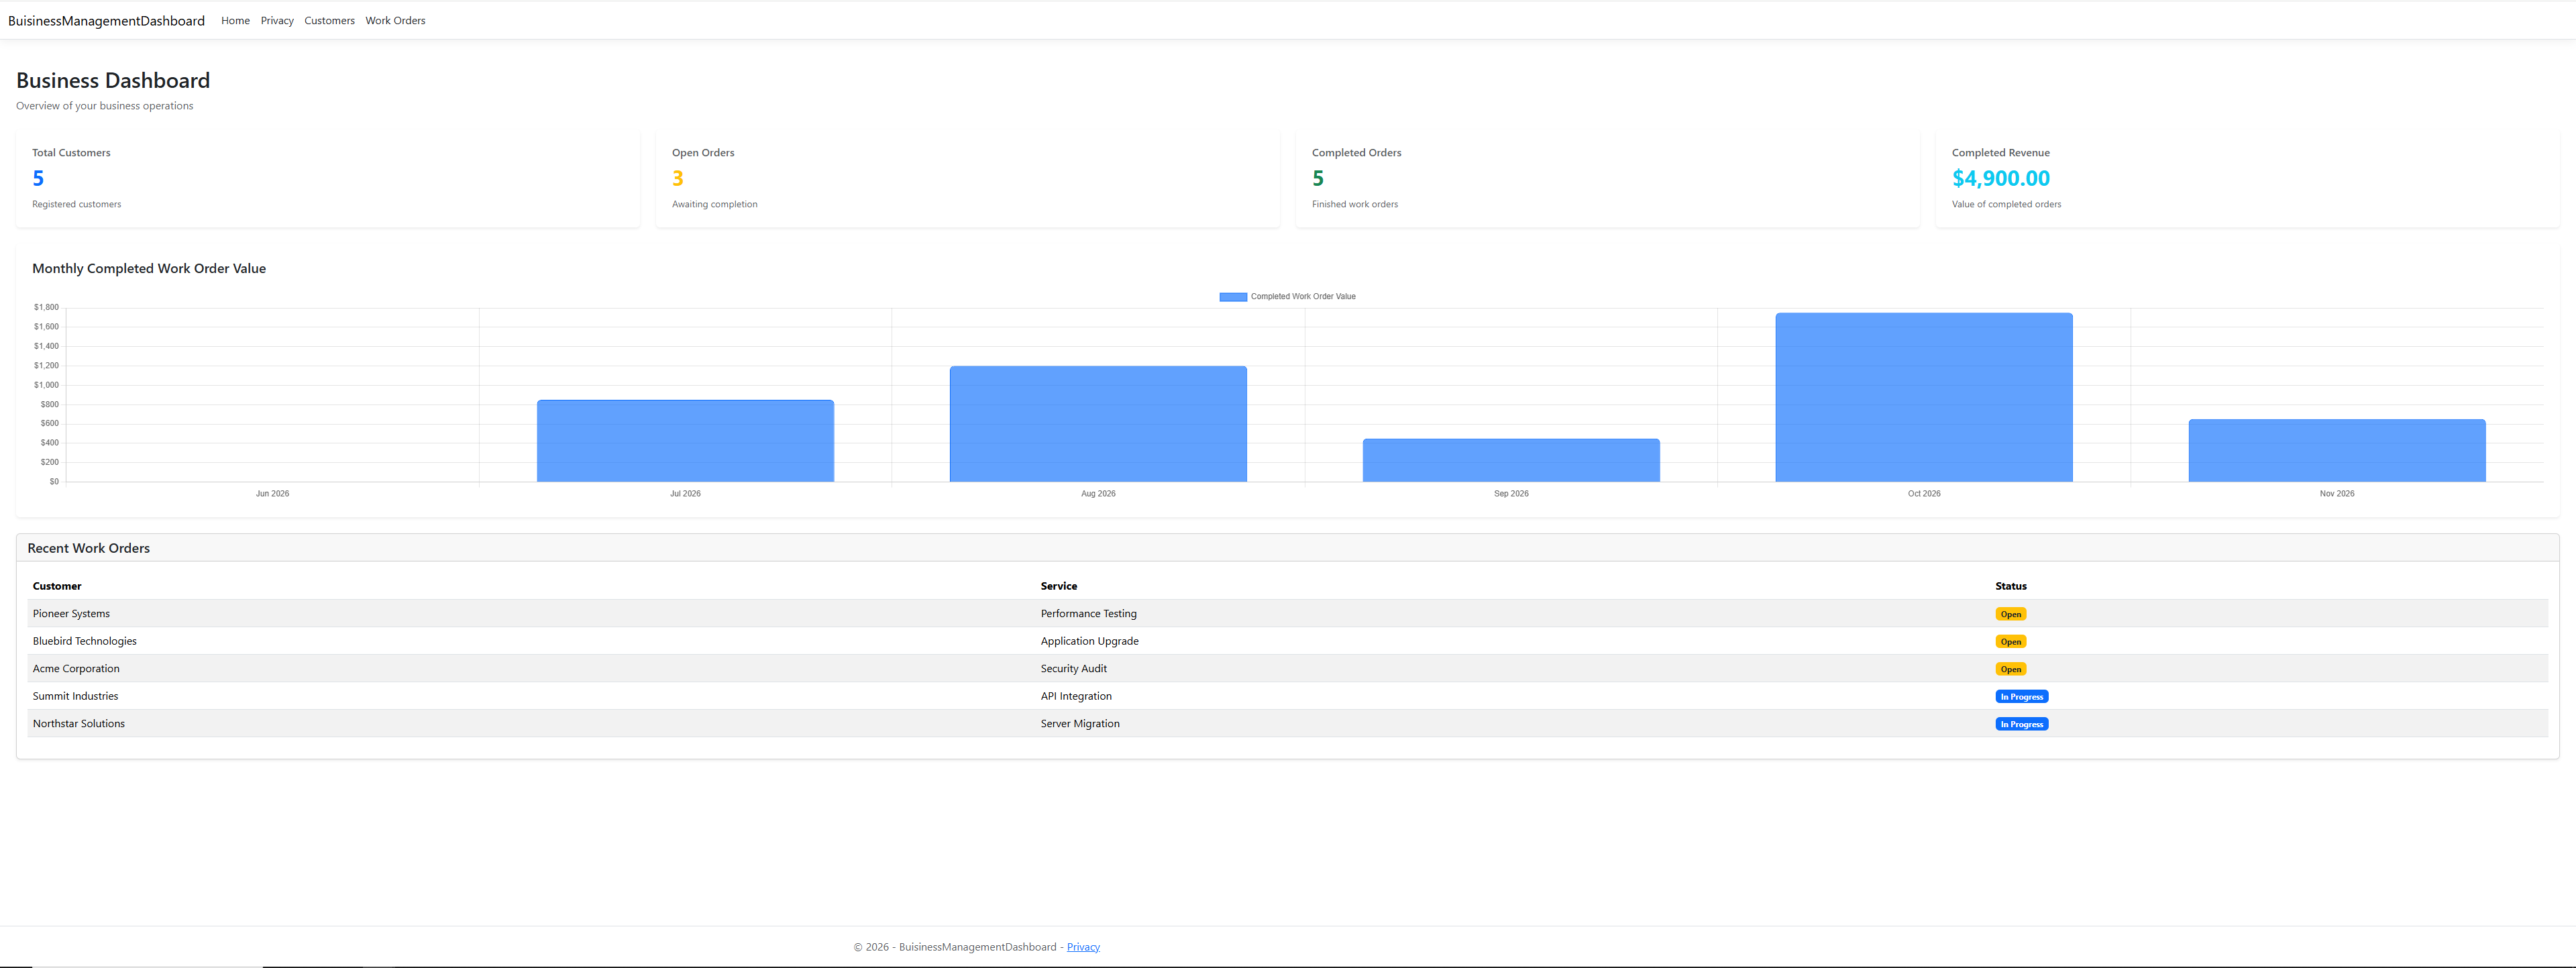 BuisinessManagementDashboard Home Privacy Customers Work Orders
Business Dashboard
Overview of your business operations
Total Customers
5
Registered customers
Open Orders
3
Awaiting completion
Completed Orders
5
Finished work orders
Completed Revenue
$4,900.00
Value of completed orders
Monthly Completed Work Order Value
Completed Work Order Value
$1,800
$1,600
$1,400
$1,200
$1,000
$800
$600
$400
$200
$0
Jun 2026 Jul 2026 Aug 2026 Sep 2026 Oct 2026 Nov 2026
Recent Work Orders
Customer Service Status
Pioneer Systems Performance Testing Open
Bluebird Technologies Application Upgrade Open
Acme Corporation Security Audit Open
Summit Industries API Integration In Progress
Northstar Solutions Server Migration In Progress
© 2026 - BuisinessManagementDashboard - Privacy